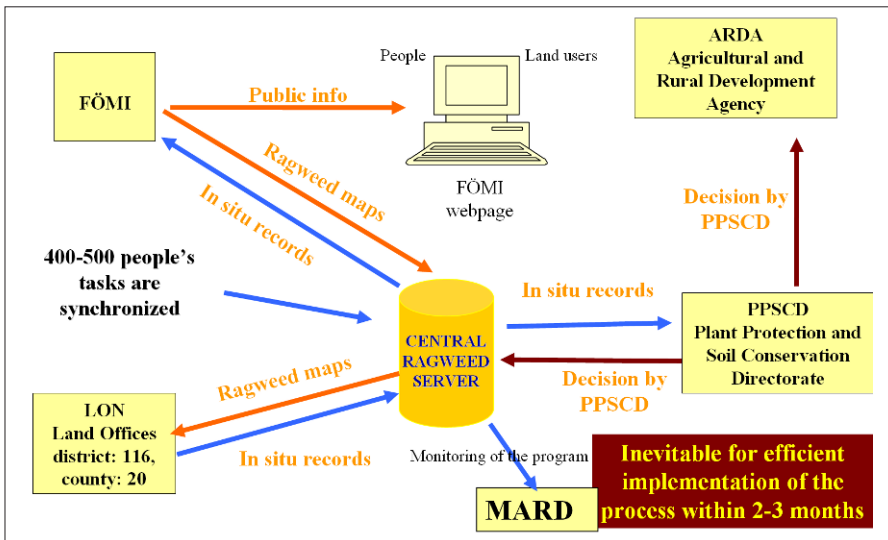 FÖMI
Public info
People
Land users
FÖMI
webpage
ARDA
Agricultural and
Rural Development
Agency
Ragweed maps
In situ records
Decision by
PPSCD
400-500 people's
tasks are
synchronized
CENTRAL
RAGWEED
SERVER
In situ records
PPSCD
Plant Protection and
Soil Conservation
Directorate
Decision by
PPSCD
Ragweed maps
LON
Land Offices
district: 116,
county: 20
In situ records
Monitoring of the program
MARD
Inevitable for efficient
implementation of the
process within 2-3 months